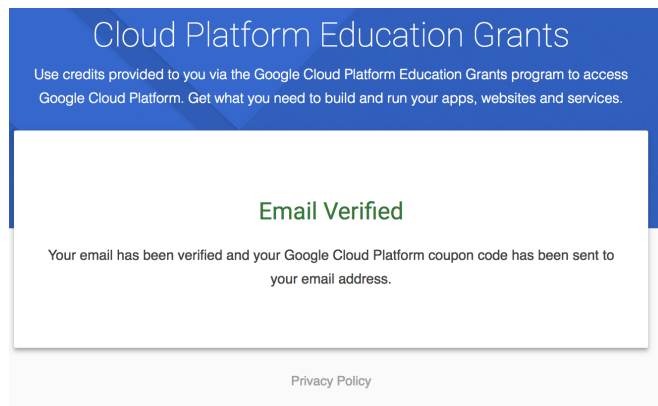 Cloud Platform Education Grants
Use credits provided to you via the Google Cloud Platform Education Grants program to access
Google Cloud Platform. Get what you need to build and run your apps, websites and services.
Email Verified
Your email has been verified and your Google Cloud Platform coupon code has been sent to
your email address.
Privacy Policy